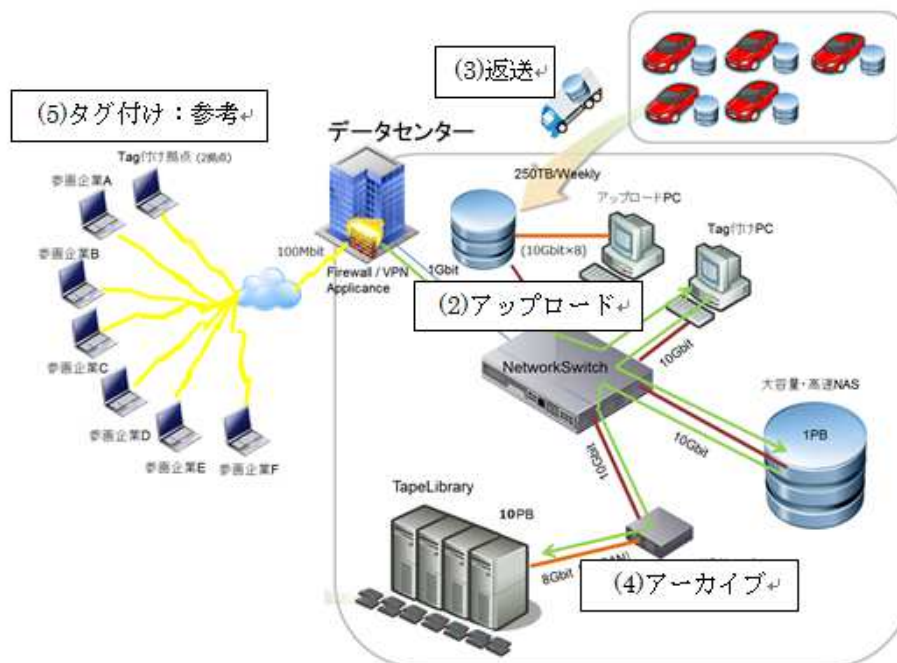 (3)返送↵
(5)タグ付け：参考↵
データセンター
Tag付け拠点 (2拠点)
参画企業A
250TB/Weekly
アップロードPC
参画企業B
Tag付けPC
100Mbit
(10Gbit×8)
1Gbit
Firewall / VPN
Applicance
(2)アップロード↵
10Gbit
参画企業C
NetworkSwitch
大容量・高速NAS
1PB
参画企業D
10Gbit
10Gbit
参画企業E
参画企業F
TapeLibrary
10PB
8Gbit
(4)アーカイブ↵